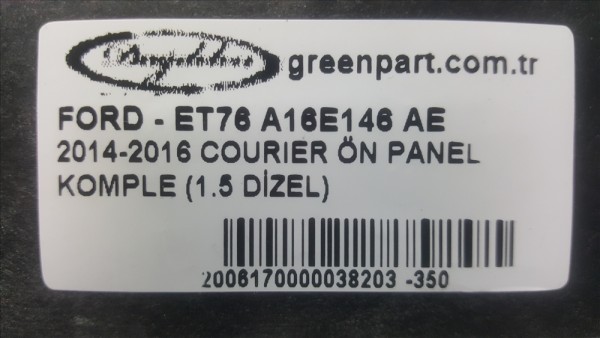 greenpart.com.tr
FORD - ET76 A16E146 AE
2014-2016 COURIER ÖN PANEL
KOMPLE (1.5 DİZEL)
2006170000038203 -350